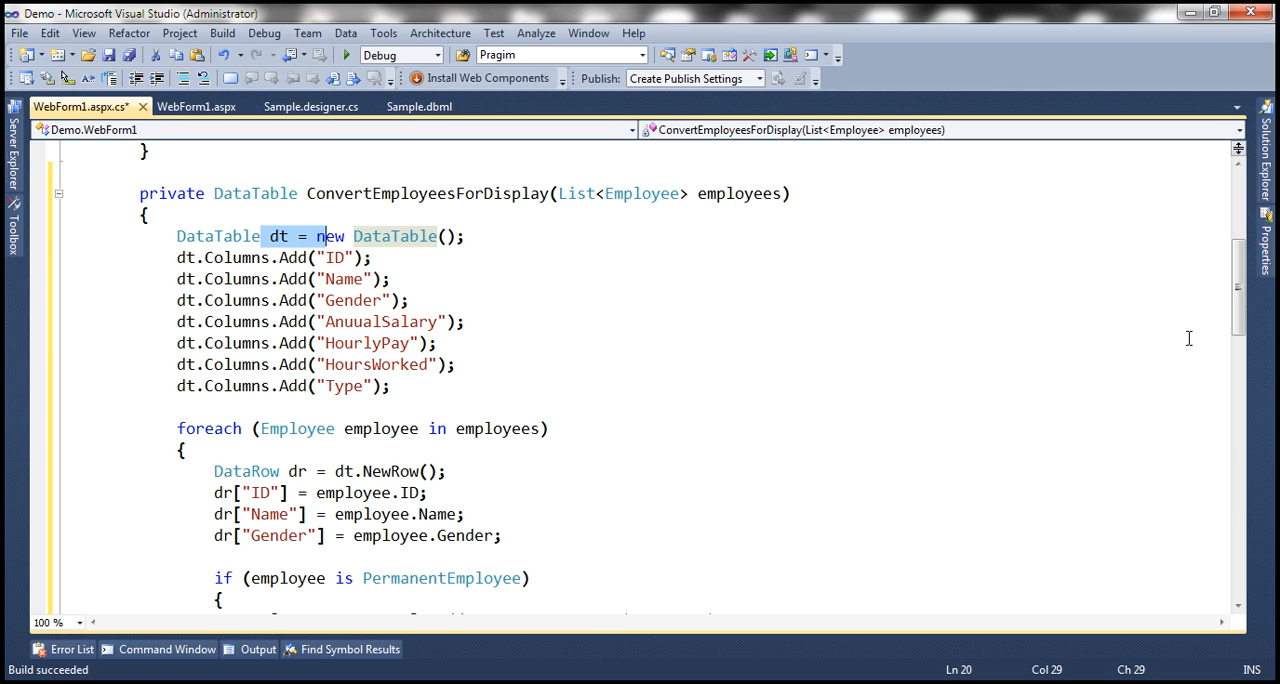 Demo - Microsoft Visual Studio (Administrator)
File Edit View Refactor Project Build Debug Team Data Tools Architecture Test Analyze Window Help
Debug Pragim
Install Web Components Publish: Create Publish Settings
WebForm1.aspx.cs* WebForm1.aspx Sample.designer.cs Sample.dbml
Demo.WebForm1 ConvertEmployeesForDisplay(List<Employee> employees)
Server Explorer
Toolbox
Solution Explorer
Properties
}
private DataTable ConvertEmployeesForDisplay(List<Employee> employees)
{
DataTable dt = new DataTable();
dt.Columns.Add("ID");
dt.Columns.Add("Name");
dt.Columns.Add("Gender");
dt.Columns.Add("AnuualSalary");
dt.Columns.Add("HourlyPay");
dt.Columns.Add("HoursWorked");
dt.Columns.Add("Type");
foreach (Employee employee in employees)
{
DataRow dr = dt.NewRow();
dr["ID"] = employee.ID;
dr["Name"] = employee.Name;
dr["Gender"] = employee.Gender;
if (employee is PermanentEmployee)
{
100 %
Error List Command Window Output Find Symbol Results
Build succeeded Ln 20 Col 29 Ch 29 INS